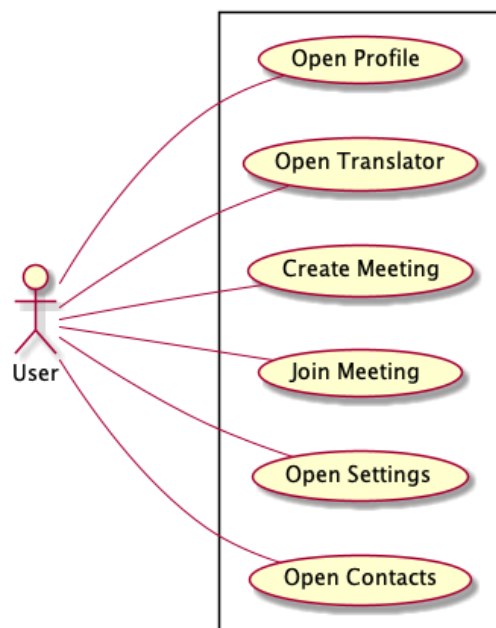 Open Profile
Open Translator
Create Meeting
Join Meeting
User
Open Settings
Open Contacts